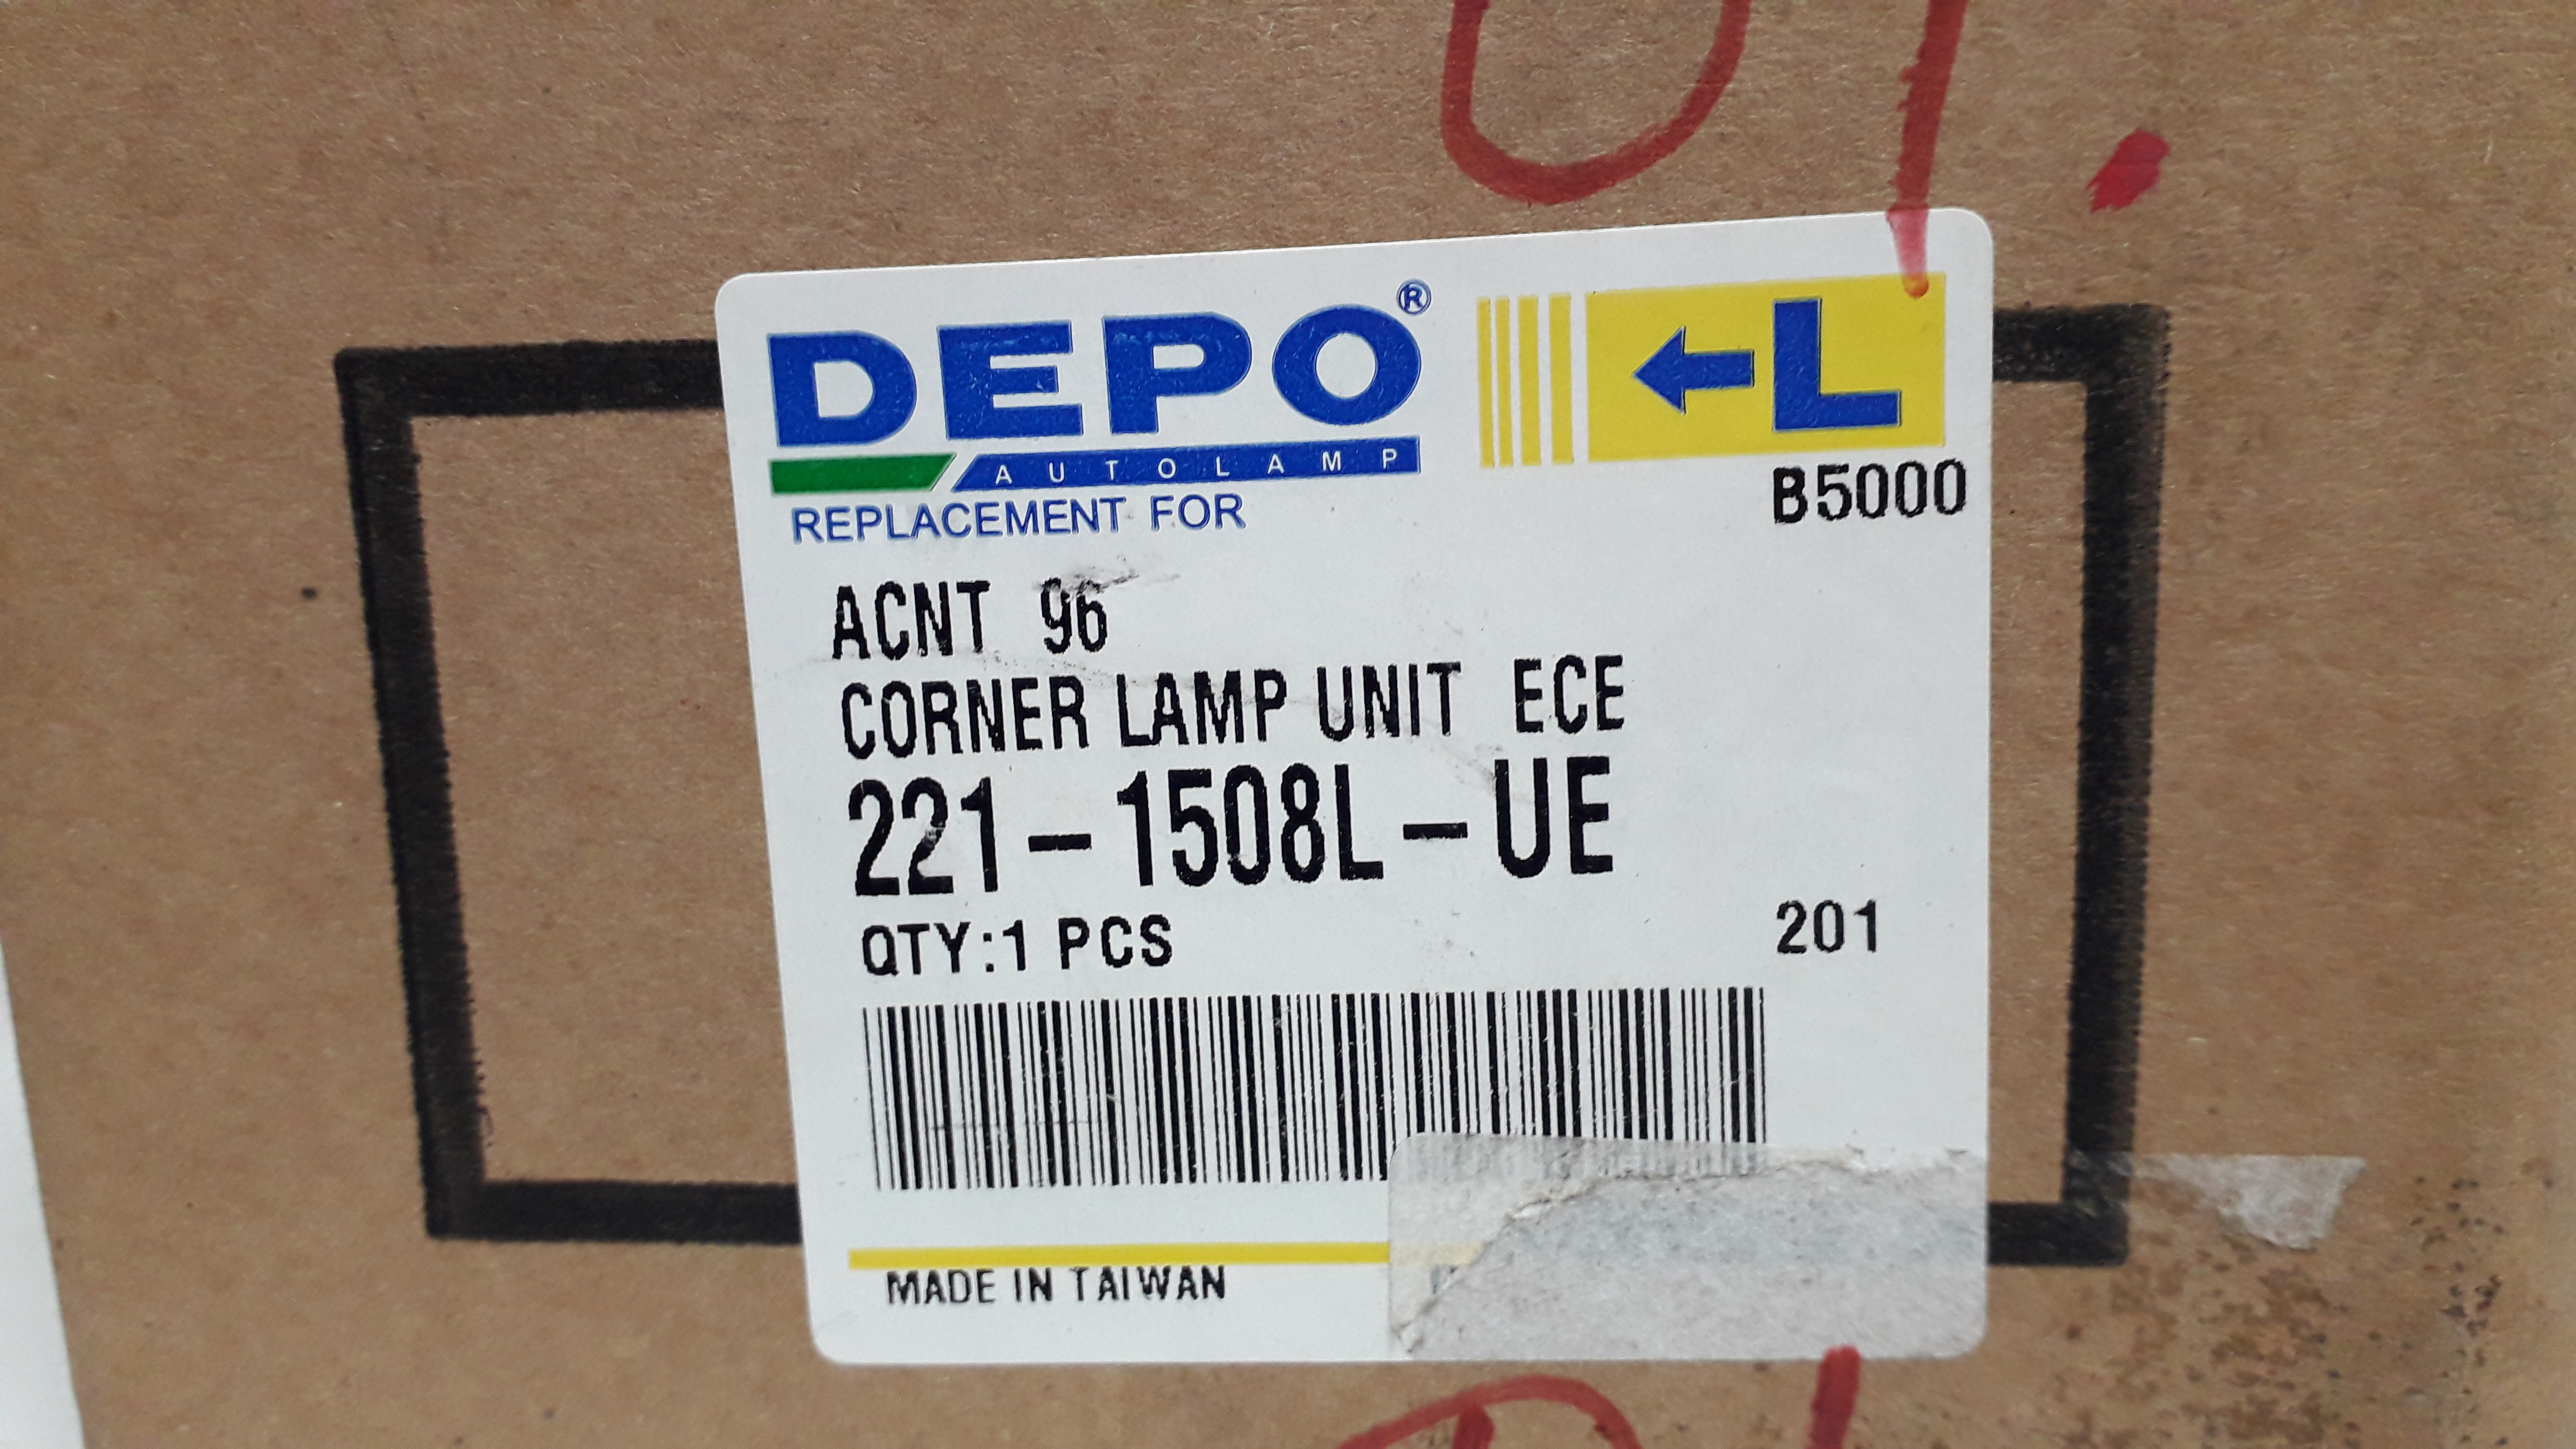 DEPO®
AUTOLAMP
←L
REPLACEMENT FOR
B5000
ACNT 96
CORNER LAMP UNIT ECE
221-1508L-UE
QTY:1 PCS
201
MADE IN TAIWAN